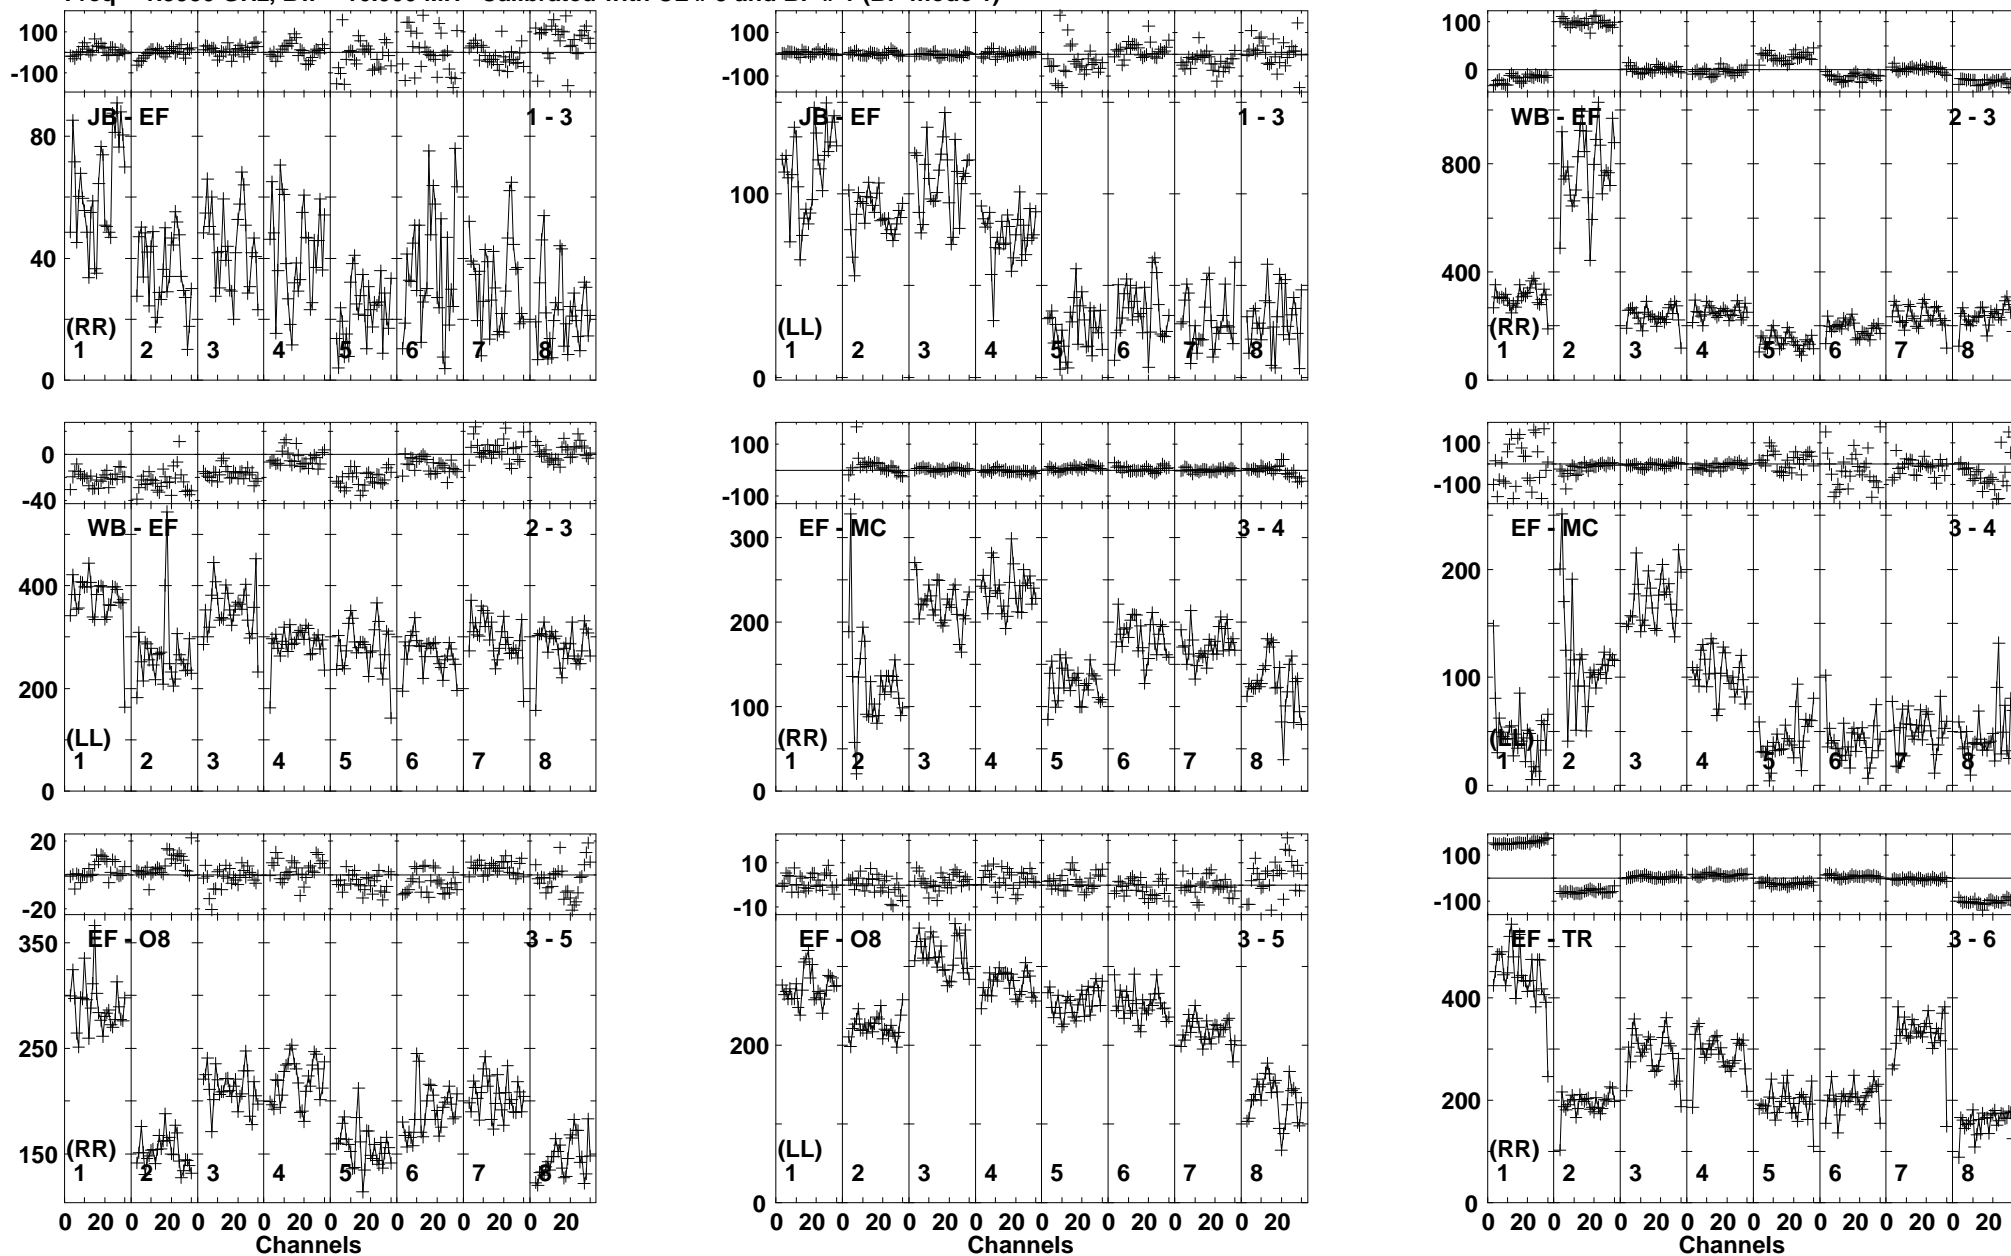 100 -100 100 -100 100 0
JB - EF 1 - 3 JB - EF 1 - 3 WB - EF 2 - 3
80 40 0 (RR) 1 2 3 4 5 6 7 8
100 0 (LL) 1 2 3 4 5 6 7 8
800 400 0 (RR) 1 2 3 4 5 6 7 8
0 -40 100 -100 100 -100
WB - EF 2 - 3 EF - MC 3 - 4 EF - MC 3 - 4
400 200 0 (LL) 1 2 3 4 5 6 7 8
300 200 100 0 (RR) 1 2 3 4 5 6 7 8
200 100 0 (LL) 1 2 3 4 5 6 7 8
20 -20 10 -10 100 -100
EF - O8 3 - 5 EF - O8 3 - 5 EF - TR 3 - 6
350 250 150 (RR) 1 2 3 4 5 6 7 8
200 0 (LL) 1 2 3 4 5 6 7 8
400 200 0 (RR) 1 2 3 4 5 6 7 8
0 20 0 20 0 20 0 20 0 20 0 20 0 20 0 20
0 20 0 20 0 20 0 20 0 20 0 20 0 20 0 20
0 20 0 20 0 20 0 20 0 20 0 20 0 20 0 20
Channels Channels